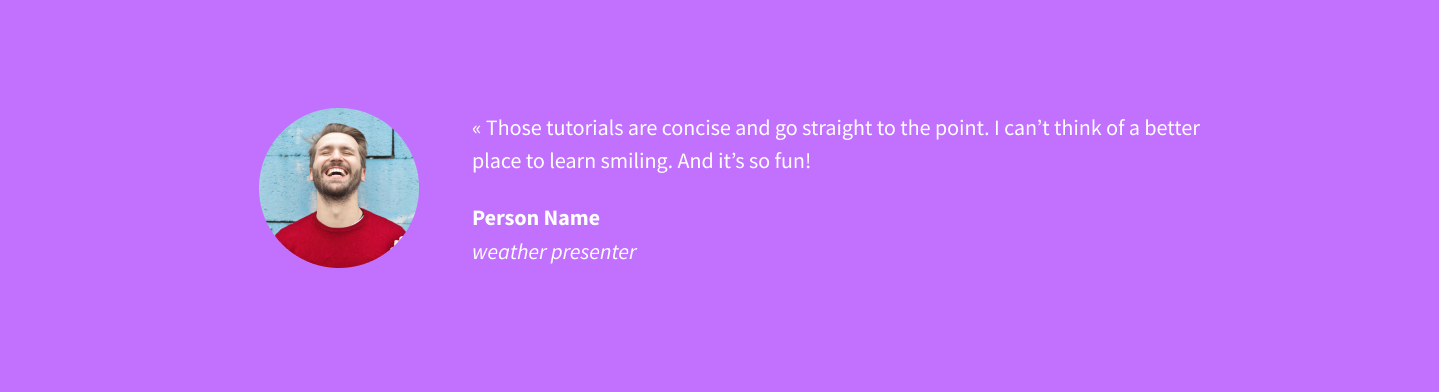 « Those tutorials are concise and go straight to the point. I can’t think of a better
place to learn smiling. And it’s so fun!
Person Name
weather presenter